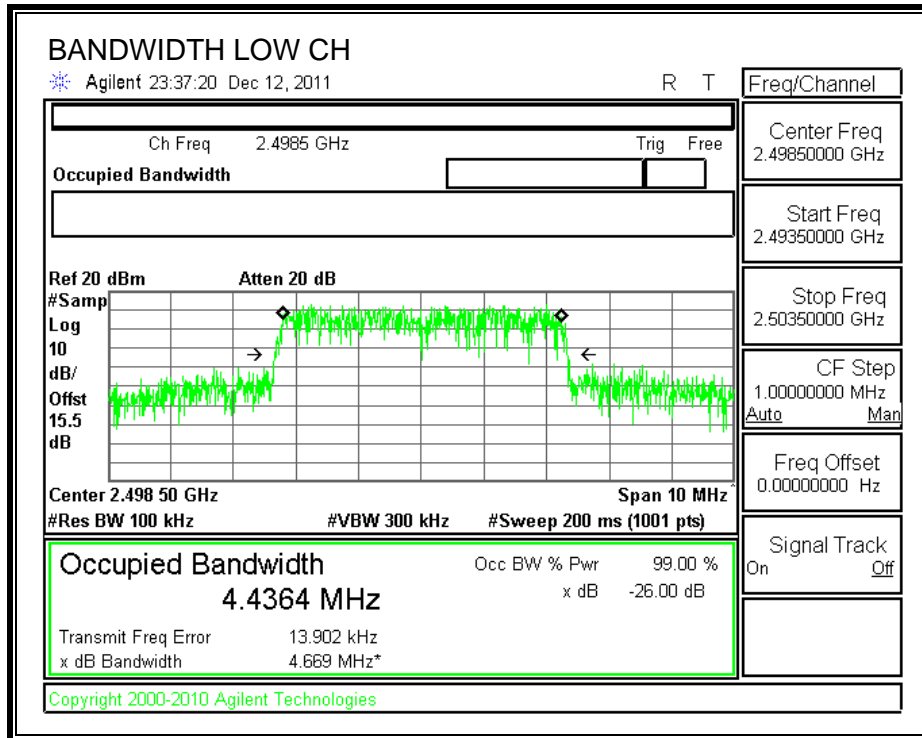 BANDWIDTH LOW CH
Agilent 23:37:20 Dec 12, 2011 R T
Freq/Channel
Ch Freq 2.4985 GHz Trig Free
Occupied Bandwidth
Center Freq
2.49850000 GHz
Start Freq
2.49350000 GHz
Stop Freq
2.50350000 GHz
CF Step
1.00000000 MHz
Auto Man
Freq Offset
0.00000000 Hz
Signal Track
On Off
Ref 20 dBm Atten 20 dB
#Samp
Log
10
dB/
Offst
15.5
dB
Center 2.498 50 GHz Span 10 MHz^
#Res BW 100 kHz #VBW 300 kHz #Sweep 200 ms (1001 pts)
Occupied Bandwidth
4.4364 MHz
Occ BW % Pwr 99.00 %
x dB -26.00 dB
Transmit Freq Error 13.902 kHz
x dB Bandwidth 4.669 MHz*
Copyright 2000-2010 Agilent Technologies